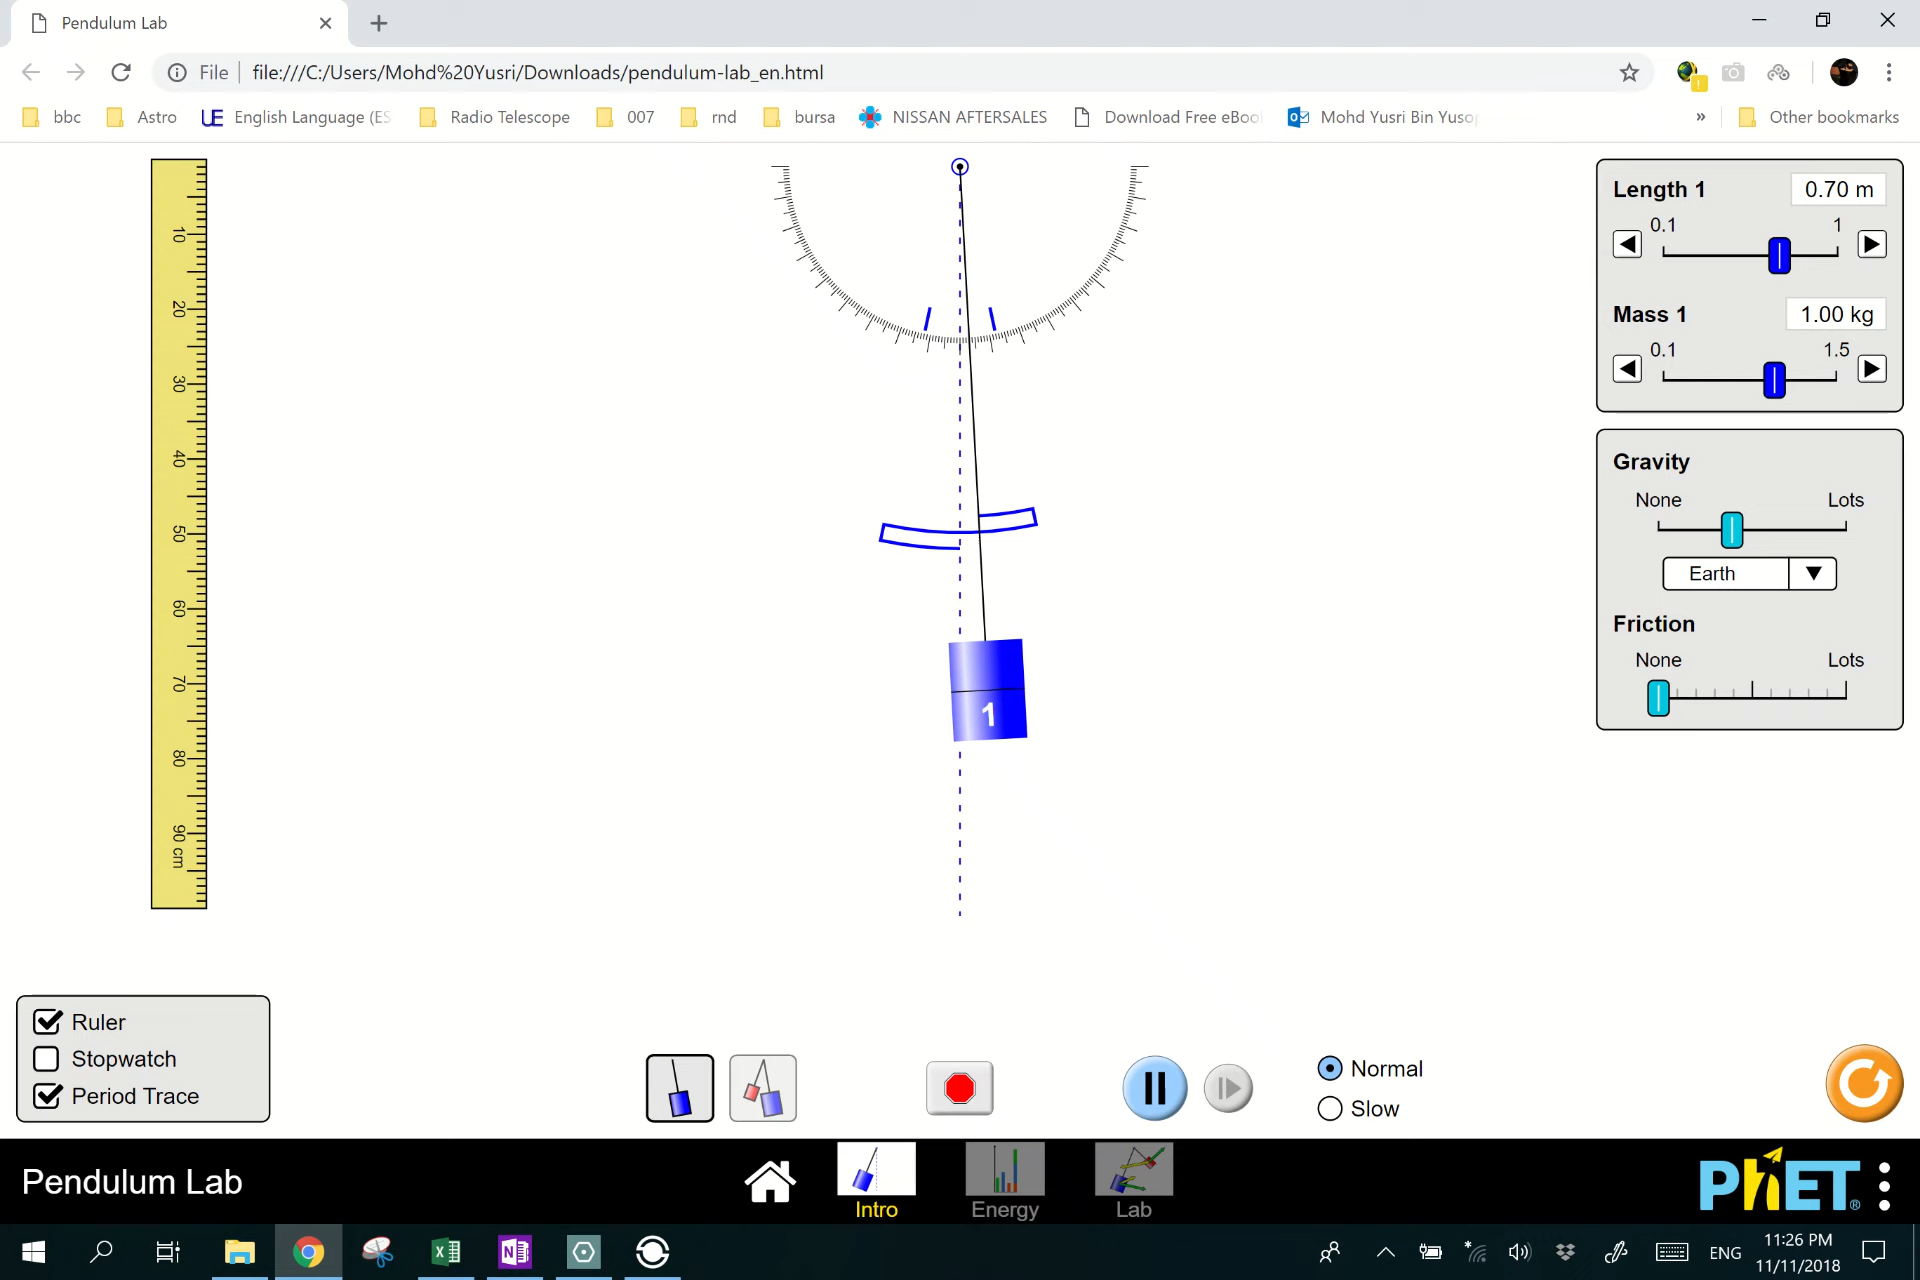 Pendulum Lab
File file:///C:/Users/Mohd%20Yusri/Downloads/pendulum-lab_en.html
bbc Astro UE English Language (ES Radio Telescope 007 rnd bursa NISSAN AFTERSALES Download Free eBool Mohd Yusri Bin Yuso » Other bookmarks
10
20
30
40
50
60
70
80
90 cm
Length 1 0.70 m
0.1 1
Mass 1 1.00 kg
0.1 1.5
Gravity
None Lots
Earth
Friction
None Lots
1
Ruler
Stopwatch
Period Trace
Normal
Slow
Pendulum Lab
Intro
Energy
Lab
PhET®
ENG
11:26 PM
11/11/2018